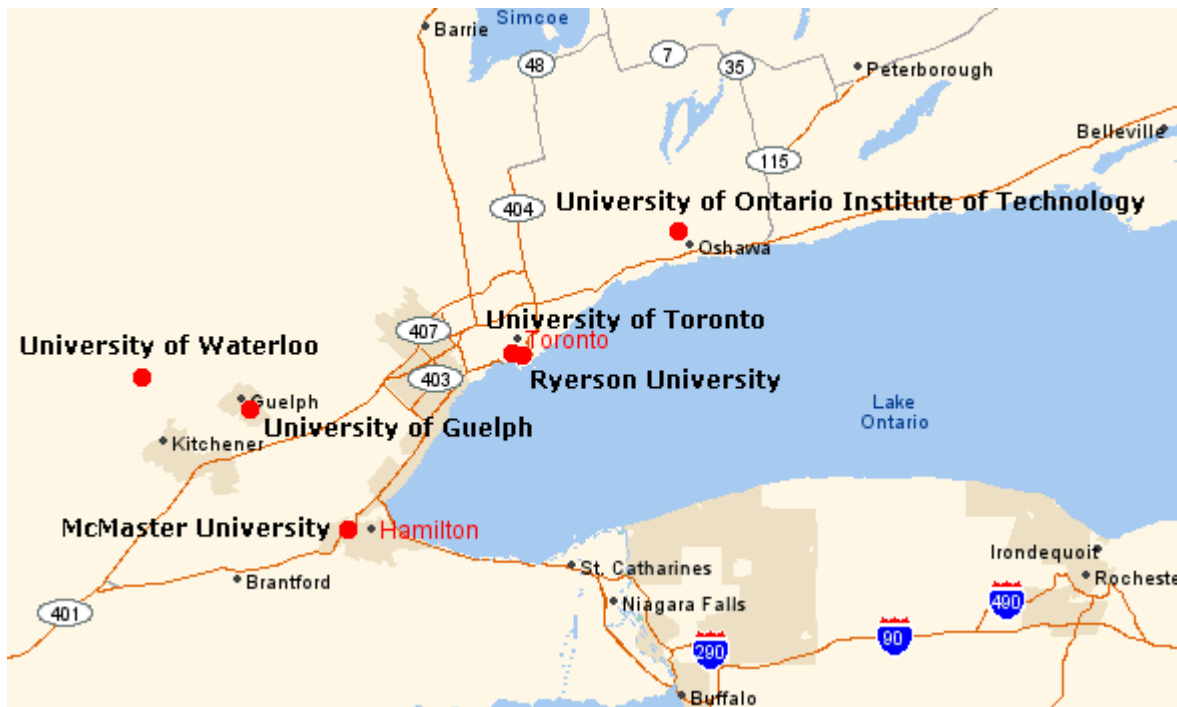 Simcoe
Barrie
48
7
35
Peterborough
Belleville
115
404
University of Ontario Institute of Technology
Oshawa
407
University of Toronto
Toronto
University of Waterloo
403
Ryerson University
Guelph
Lake
Ontario
University of Guelph
Kitchener
McMaster University
Hamilton
Irondequoit
St. Catharines
Rocheste
Brantford
401
Niagara Falls
490
90
290
Buffalo